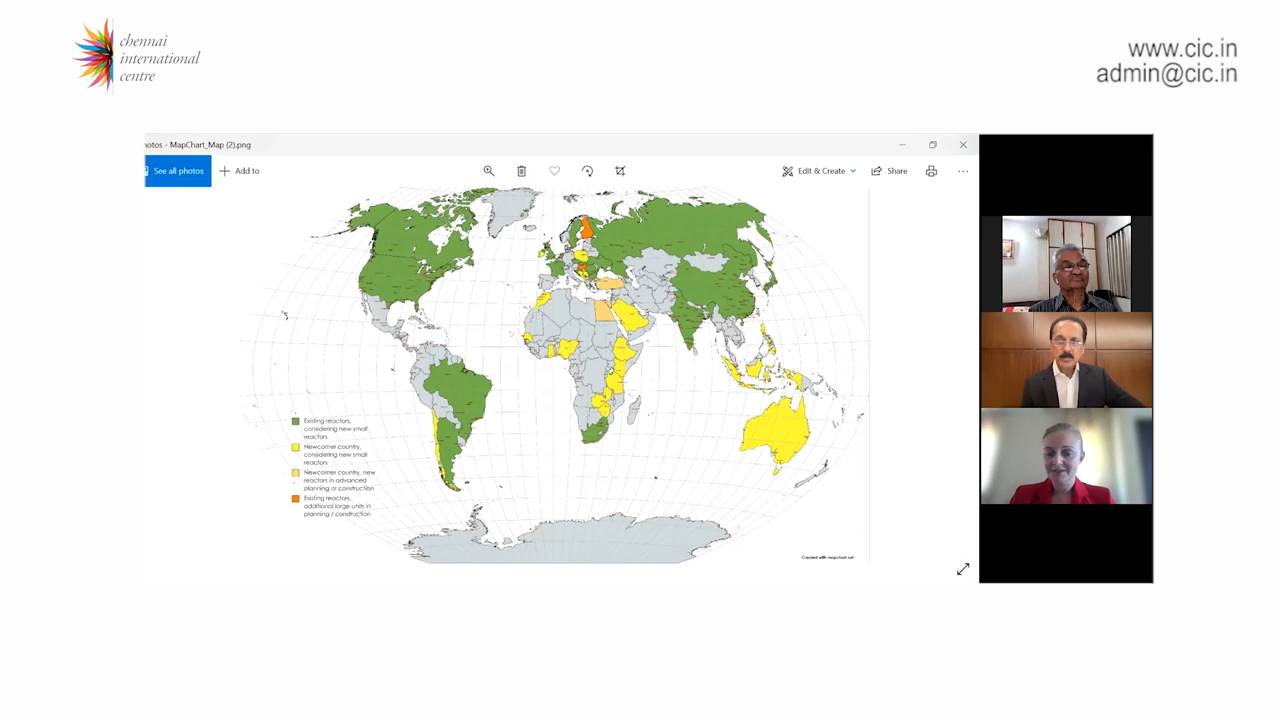 chennai
international
centre
www.cic.in
admin@cic.in
hotos - MapChart_Map (2).png
See all photos
Add to
Edit & Create
Share
Existing reactors,
considering new small
reactors
Newcomer country,
considering new small
reactors
Newcomer country, new
reactors in advanced
planning or construction
Existing reactors,
additional large units in
planning / construction
Created with mapchart.net